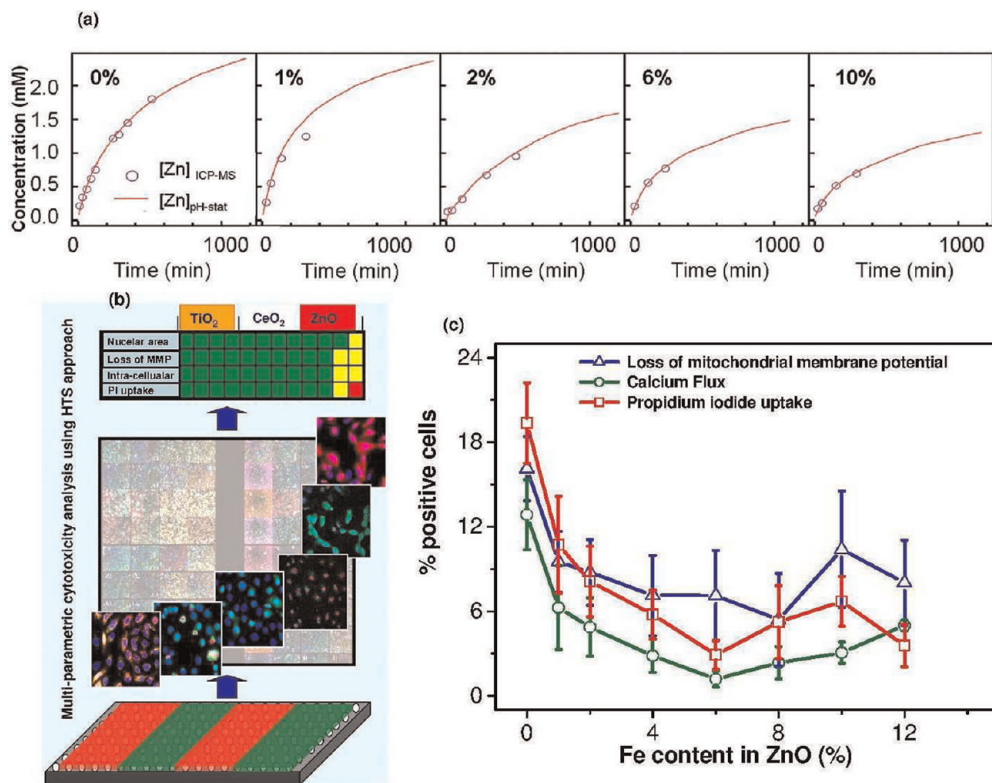 (a)
0%
1%
2%
6%
10%
Concentration (mM)
2.0
1.5
1.0
0.5
0.0
[Zn] ICP-MS
[Zn]pH-stat
0 1000
0 1000
0 1000
0 1000
0 1000
Time (min)
Time (min)
Time (min)
Time (min)
Time (min)
(b)
Multi-parametric cytotoxicity analysis using HTS approach
TiO2 CeO2 ZnO
Nucelar area
Loss of MMP
Intra-cellualar
PI uptake
(c)
Loss of mitochondrial membrane potential
Calcium Flux
Propidium iodide uptake
% positive cells
24
18
12
6
0
0 4 8 12
Fe content in ZnO (%)